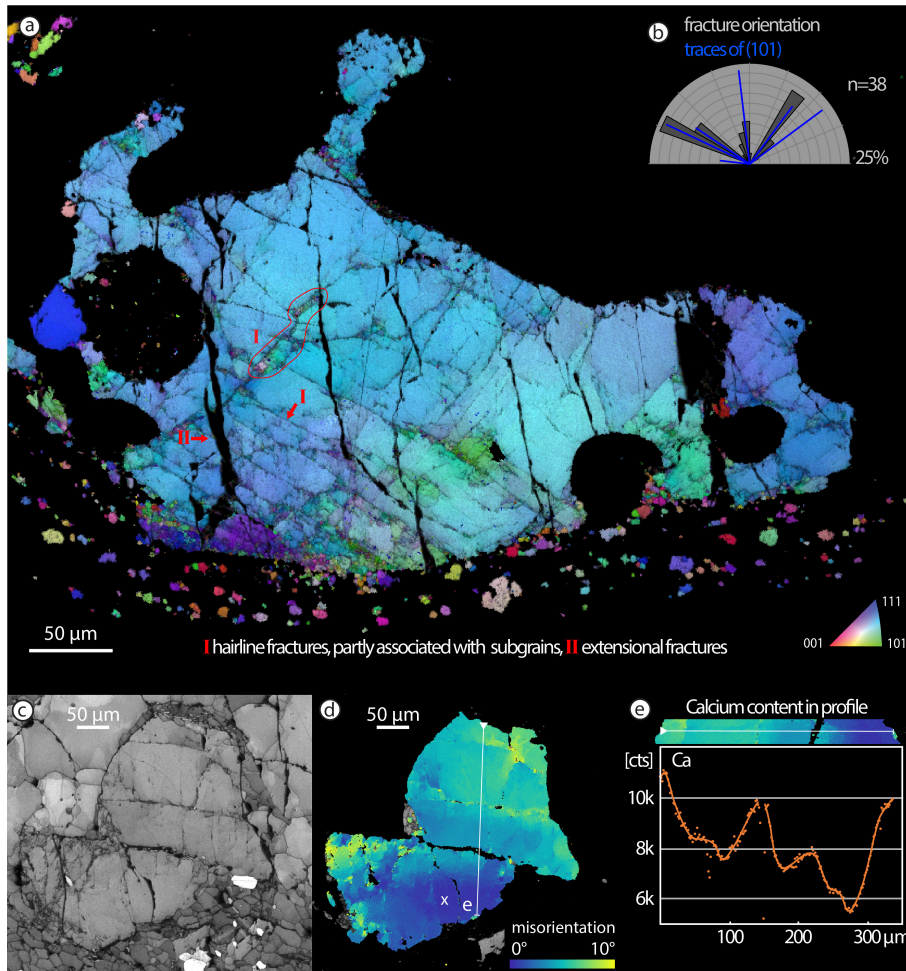 a
b
fracture orientation
traces of (101)
n=38
25%
I
I
II
111
001
101
50 µm
I hairline fractures, partly associated with subgrains, II extensional fractures
c
50 µm
d
50 µm
x
e
misorientation
0°
10°
e
Calcium content in profile
[cts]
Ca
10k
8k
6k
100
200
300 µm